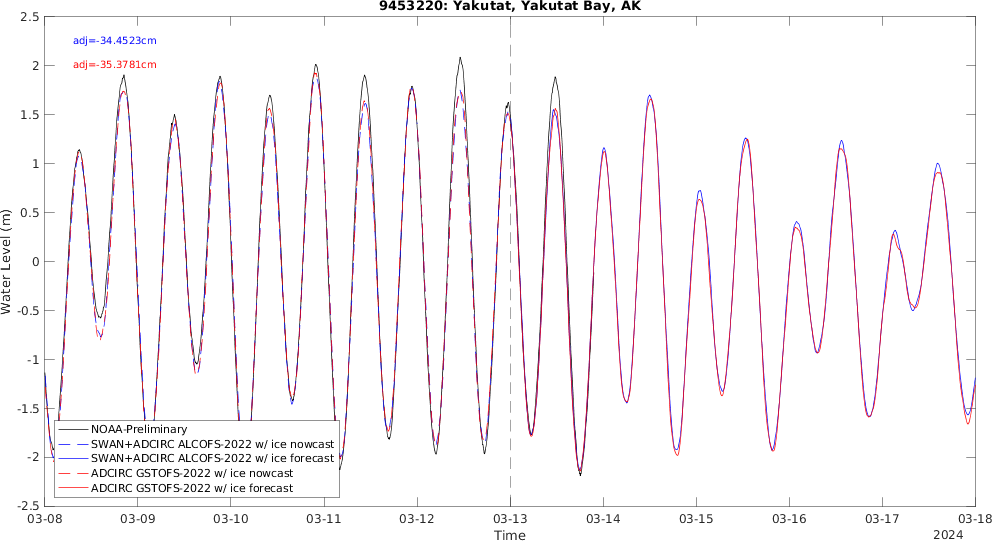 9453220: Yakutat, Yakutat Bay, AK
adj=-34.4523cm
adj=-35.3781cm
Water Level (m)
2.5
2
1.5
1
0.5
0
-0.5
-1
-1.5
-2
-2.5
NOAA-Preliminary
SWAN+ADCIRC ALCOFS-2022 w/ ice nowcast
SWAN+ADCIRC ALCOFS-2022 w/ ice forecast
ADCIRC GSTOFS-2022 w/ ice nowcast
ADCIRC GSTOFS-2022 w/ ice forecast
03-08 03-09 03-10 03-11 03-12 03-13 03-14 03-15 03-16 03-17 03-18
Time
2024